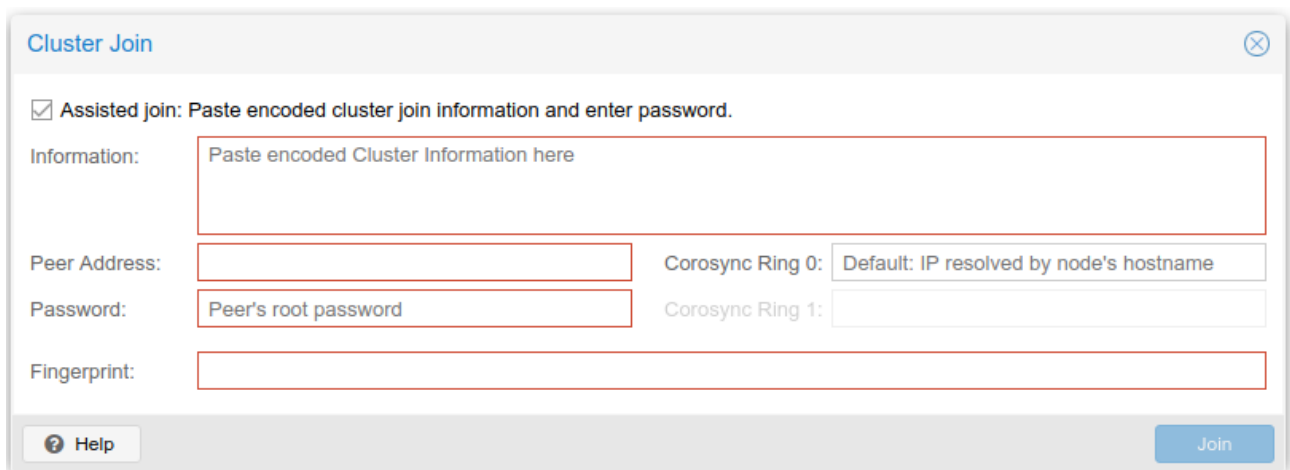 Cluster Join
Assisted join: Paste encoded cluster join information and enter password.
Information:
Paste encoded Cluster Information here
Peer Address:
Corosync Ring 0:
Default: IP resolved by node's hostname
Password:
Peer's root password
Corosync Ring 1:
Fingerprint:
Help
Join